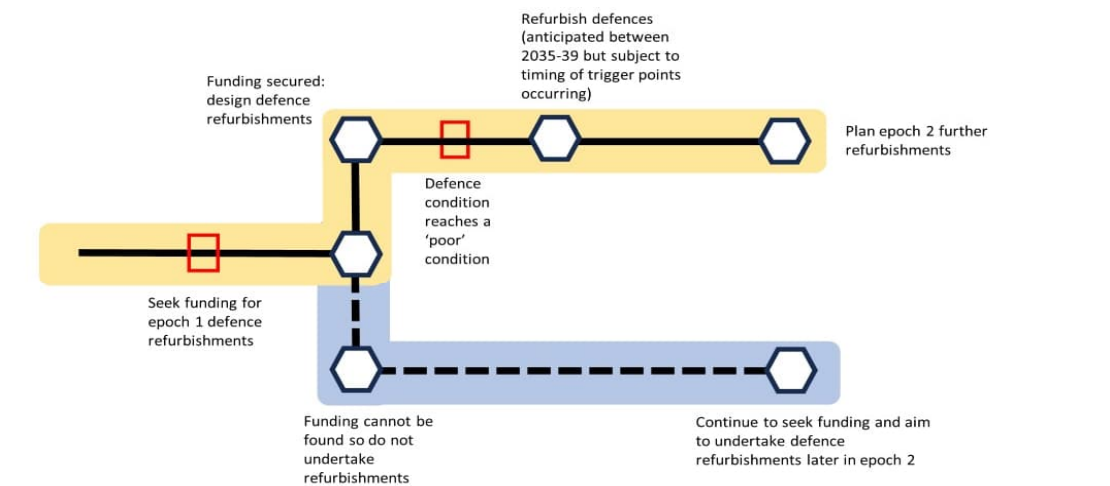 Refurbish defences
(anticipated between
2035-39 but subject to
timing of trigger points
occurring)
Funding secured:
design defence
refurbishments
Plan epoch 2 further
refurbishments
Defence
condition
reaches a
‘poor’
condition
Seek funding for
epoch 1 defence
refurbishments
Funding cannot be
found so do not
undertake
refurbishments
Continue to seek funding and aim
to undertake defence
refurbishments later in epoch 2